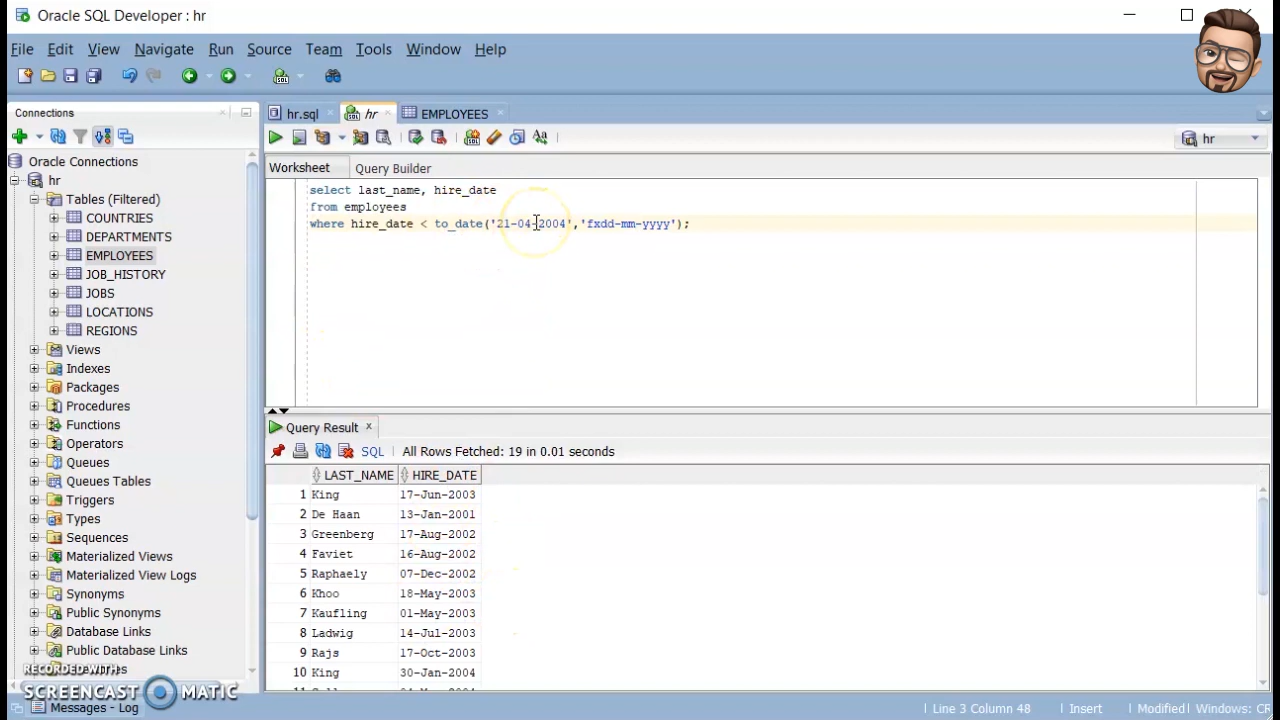 Oracle SQL Developer : hr
File Edit View Navigate Run Source Team Tools Window Help
Connections
hr.sql
hr
EMPLOYEES
hr
Worksheet
Query Builder
Oracle Connections
hr
Tables (Filtered)
COUNTRIES
DEPARTMENTS
EMPLOYEES
JOB_HISTORY
JOBS
LOCATIONS
REGIONS
Views
Indexes
Packages
Procedures
Functions
Operators
Queues
Queues Tables
Triggers
Types
Sequences
Materialized Views
Materialized View Logs
Synonyms
Public Synonyms
Database Links
Public Database Links
select last_name, hire_date
from employees
where hire_date < to_date('21-04-2004','fxdd-mm-yyyy');
Query Result
SQL All Rows Fetched: 19 in 0.01 seconds
LAST_NAME HIRE_DATE
1 King 17-Jun-2003
2 De Haan 13-Jan-2001
3 Greenberg 17-Aug-2002
4 Faviet 16-Aug-2002
5 Raphaely 07-Dec-2002
6 Khoo 18-May-2003
7 Kaufling 01-May-2003
8 Ladwig 14-Jul-2003
9 Rajs 17-Oct-2003
10 King 30-Jan-2004
RECORDED WITH
SCREENCAST MATIC
Messages - Log
Line 3 Column 48 Insert Modified Windows: CR